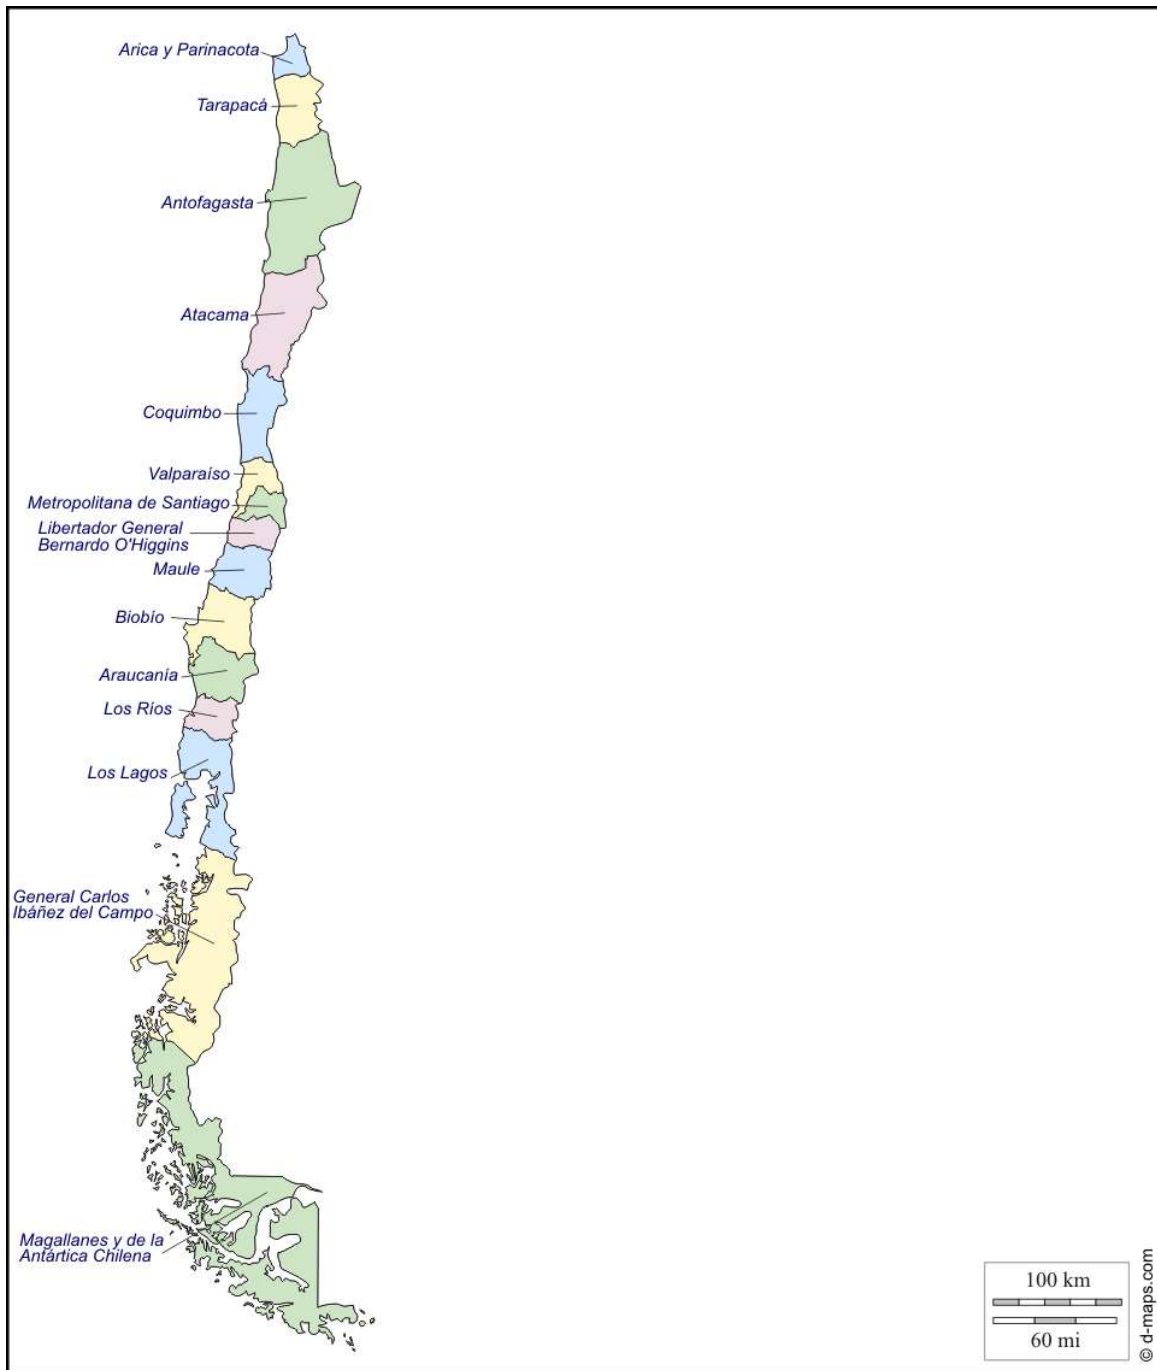 Arica y Parinacota
Tarapacá
Antofagasta
Atacama
Coquimbo
Valparaíso
Metropolitana de Santiago
Libertador General
Bernardo O'Higgins
Maule
Biobío
Araucanía
Los Ríos
Los Lagos
General Carlos
Ibáñez del Campo
Magallanes y de la
Antártica Chilena
100 km
60 mi
© d-maps.com